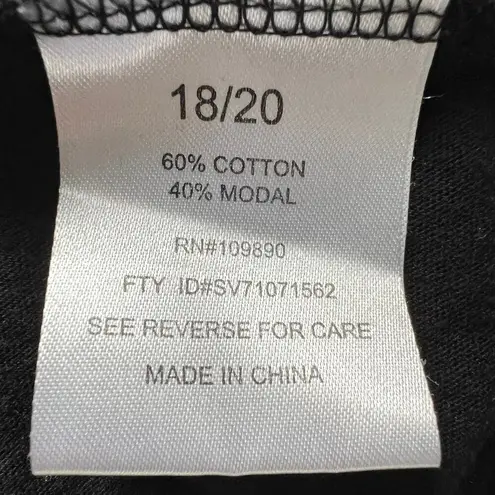 18/20
60% COTTON
40% MODAL
RN#109890
FTY ID#SV71071562
SEE REVERSE FOR CARE
MADE IN CHINA